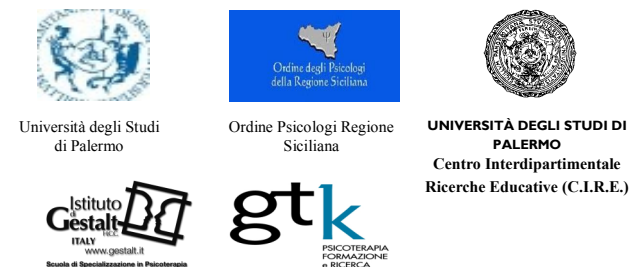 Ordine degli Psicologi
della Regione Siciliana
Università degli Studi
di Palermo
Ordine Psicologi Regione
Siciliana
UNIVERSITÀ DEGLI STUDI DI
PALERMO
Centro Interdipartimentale
Ricerche Educative (C.I.R.E.)
Istituto
di
Gestalt
H.C.C.
ITALY
www.gestalt.it
Scuola di Specializzazione in Psicoterapia
gtk
PSICOTERAPIA
FORMAZIONE
e RICERCA